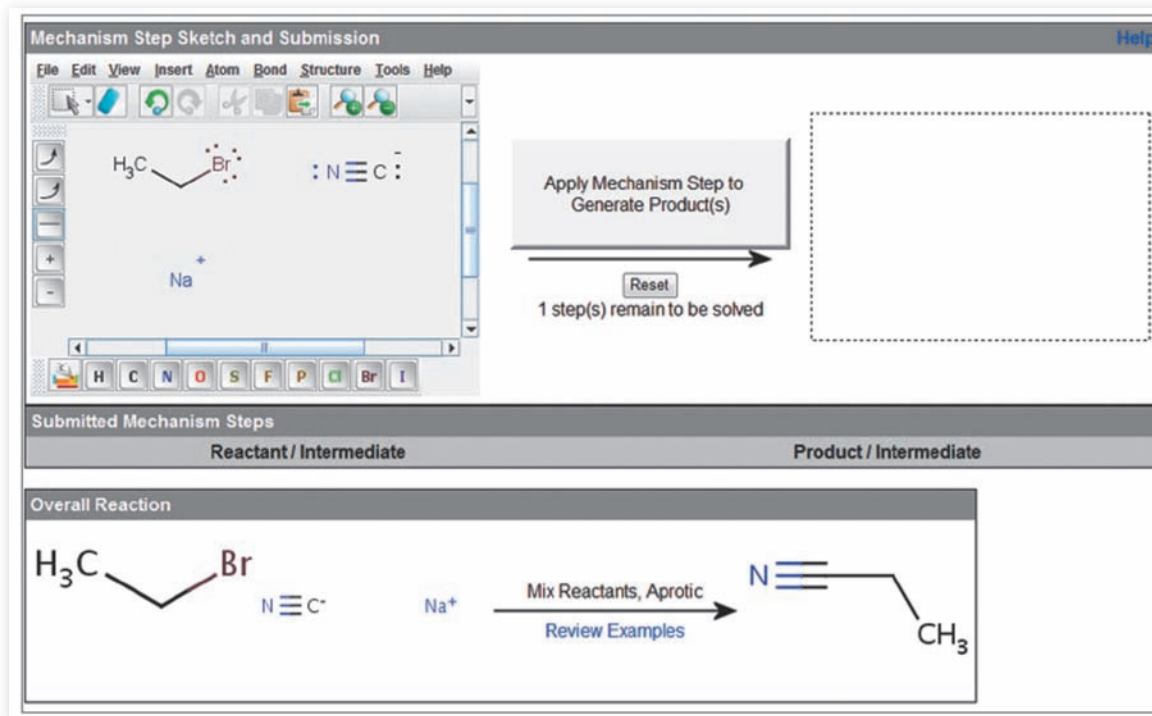 Mechanism Step Sketch and Submission
Help
File Edit View Insert Atom Bond Structure Tools Help
H3C Br :N≡C:-
Na+
+
-
H C N O S F P Cl Br I
Apply Mechanism Step to
Generate Product(s)
Reset
1 step(s) remain to be solved
Submitted Mechanism Steps
Reactant / Intermediate Product / Intermediate
Overall Reaction
H3C Br
N≡C- Na+
Mix Reactants, Aprotic
Review Examples
N
CH3